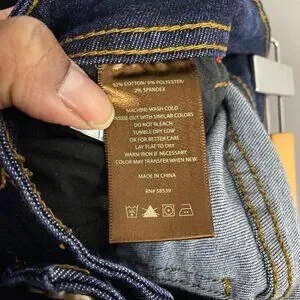 92% COTTON/ 6% POLYESTER/
2% SPANDEX
MACHINE WASH COLD
INSIDE OUT WITH SIMILAR COLORS
DO NOT BLEACH
TUMBLE DRY LOW
OR FOR BETTER CARE
LAY FLAT TO DRY
WARM IRON IF NECESSARY
COLOR MAY TRANSFER WHEN NEW
MADE IN CHINA
RN# 58539